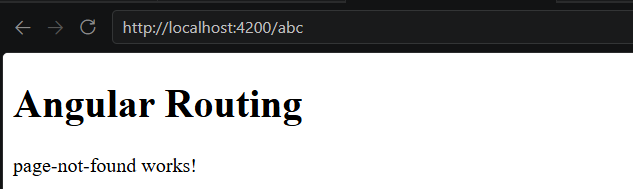 http://localhost:4200/abc
Angular Routing
page-not-found works!